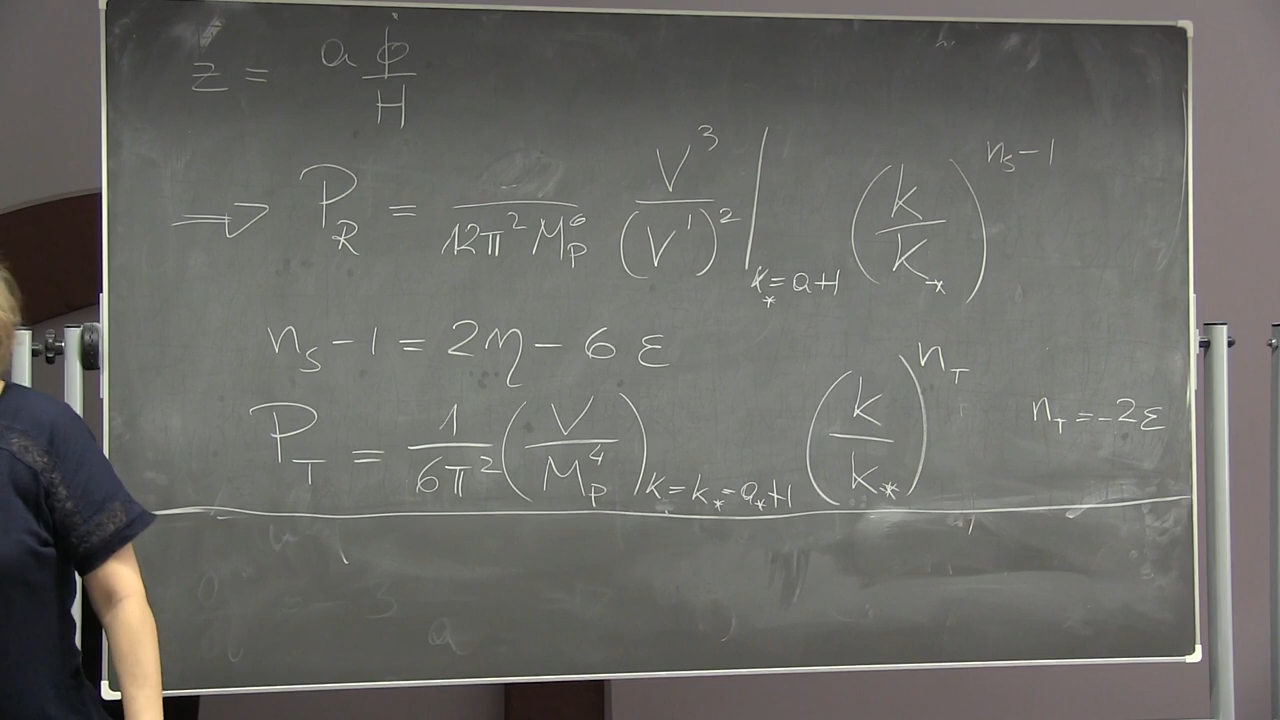 z = a ϕ̇ / H
⇒ P_R = / 12π² M_P⁶ V³ / (V')² |_{k_* = aH} (k / k_*)^{n_s − 1}
n_s − 1 = 2η − 6 ε
P_T = 1 / 6π² (V / M_P⁴)_{k = k_* = a_* H} (k / k_*)^{n_T} n_T = −2ε